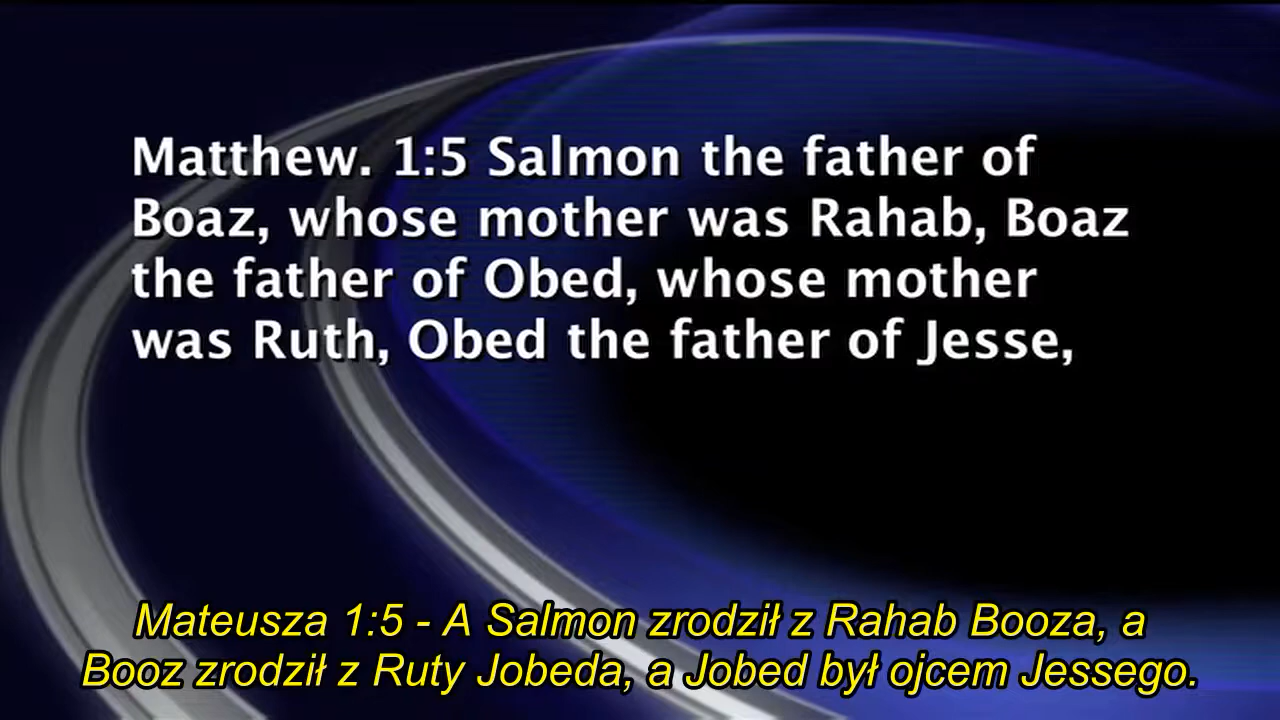 Matthew. 1:5 Salmon the father of
Boaz, whose mother was Rahab, Boaz
the father of Obed, whose mother
was Ruth, Obed the father of Jesse,
Mateusza 1:5 - A Salmon zrodził z Rahab Booza, a
Booz zrodził z Ruty Jobeda, a Jobed był ojcem Jessego.